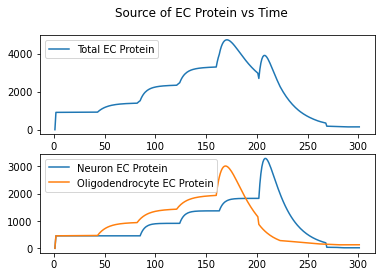 Source of EC Protein vs Time
Total EC Protein
4000
2000
0
0 50 100 150 200 250 300
Neuron EC Protein
Oligodendrocyte EC Protein
3000
2000
1000
0
0 50 100 150 200 250 300